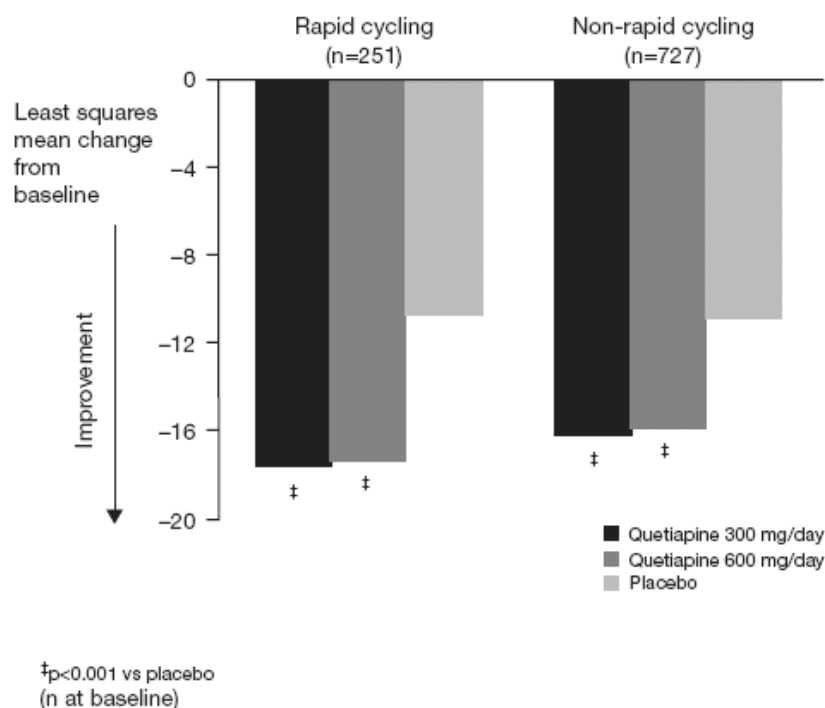 Rapid cycling
(n=251)
Non-rapid cycling
(n=727)
Least squares
mean change
from
baseline
Improvement
0
–4
–8
–12
–16
–20
‡
‡
‡
‡
Quetiapine 300 mg/day
Quetiapine 600 mg/day
Placebo
‡p<0.001 vs placebo
(n at baseline)